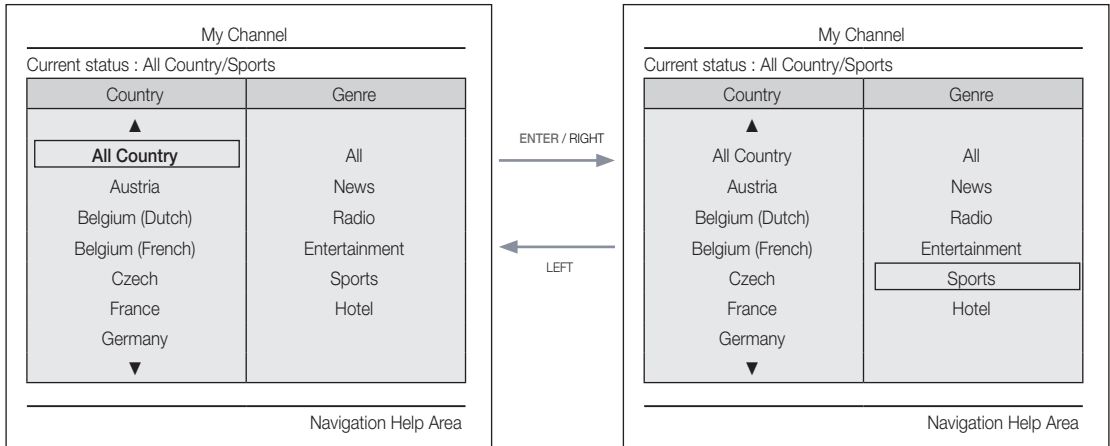 My Channel
Current status : All Country/Sports
Country Genre
▲
All Country All
Austria News
Belgium (Dutch) Radio
Belgium (French) Entertainment
Czech Sports
France Hotel
Germany
▼
Navigation Help Area
ENTER / RIGHT
LEFT
My Channel
Current status : All Country/Sports
Country Genre
▲
All Country All
Austria News
Belgium (Dutch) Radio
Belgium (French) Entertainment
Czech Sports
France Hotel
Germany
▼
Navigation Help Area